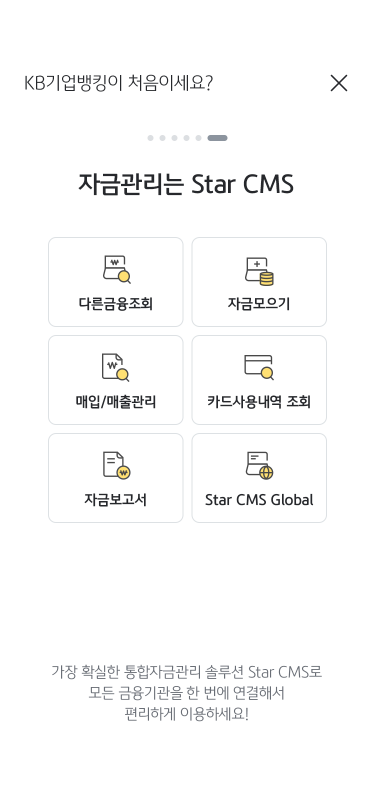 KB기업뱅킹이 처음이세요?
자금관리는 Star CMS
다른금융조회
자금모으기
매입/매출관리
카드사용내역 조회
자금보고서
Star CMS Global
가장 확실한 통합자금관리 솔루션 Star CMS로
모든 금융기관을 한 번에 연결해서
편리하게 이용하세요!